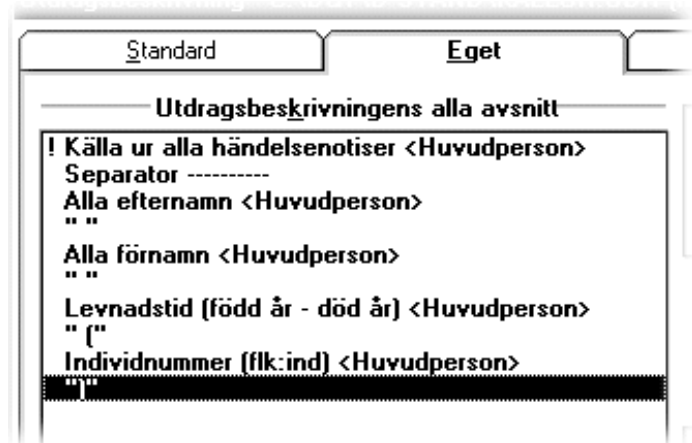 Standard
Eget
Utdragsbeskrivningens alla avsnitt
! Källa ur alla händelsenotiser <Huvudperson>
Separator ----------
Alla efternamn <Huvudperson>
" "
Alla förnamn <Huvudperson>
" "
Levnadstid (född år - död år) <Huvudperson>
" ("
Individnummer (flk:ind) <Huvudperson>
")"